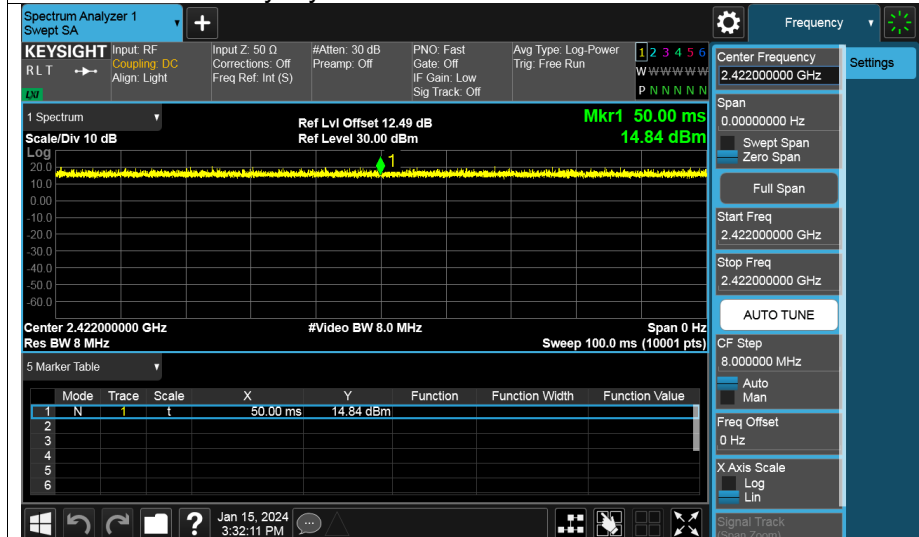 Spectrum Analyzer 1
Swept SA
+
Frequency
KEYSIGHT
RLT
LXI
Input: RF
Coupling: DC
Align: Light
Input Z: 50 Ω
Corrections: Off
Freq Ref: Int (S)
#Atten: 30 dB
Preamp: Off
PNO: Fast
Gate: Off
IF Gain: Low
Sig Track: Off
Avg Type: Log-Power
Trig: Free Run
1 2 3 4 5 6
W W W W W W
P N N N N N
Center Frequency
2.422000000 GHz
Settings
Span
0.00000000 Hz
Swept Span
Zero Span
Full Span
Start Freq
2.422000000 GHz
Stop Freq
2.422000000 GHz
AUTO TUNE
CF Step
8.000000 MHz
Auto
Man
Freq Offset
0 Hz
X Axis Scale
Log
Lin
Signal Track
(Span Zoom)
1 Spectrum
Scale/Div 10 dB
Ref Lvl Offset 12.49 dB
Ref Level 30.00 dBm
Mkr1 50.00 ms
14.84 dBm
Log
1
20.0
10.0
0.00
-10.0
-20.0
-30.0
-40.0
-50.0
-60.0
Center 2.422000000 GHz
#Video BW 8.0 MHz
Span 0 Hz
Res BW 8 MHz
Sweep 100.0 ms (10001 pts)
5 Marker Table
Mode Trace Scale X Y Function Function Width Function Value
1 N 1 t 50.00 ms 14.84 dBm
2
3
4
5
6
?
Jan 15, 2024
3:32:11 PM